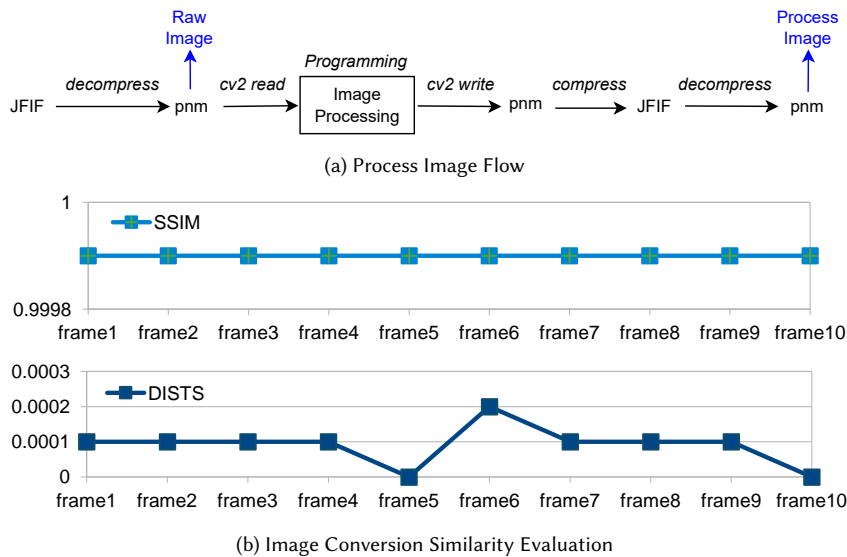 Raw
Image
Process
Image
Programming
decompress
cv2 read
cv2 write
compress
decompress
JFIF
pnm
Image
Processing
pnm
JFIF
pnm
(a) Process Image Flow
1
SSIM
0.9998
frame1 frame2 frame3 frame4 frame5 frame6 frame7 frame8 frame9 frame10
0.0003
DISTS
0.0002
0.0001
0
frame1 frame2 frame3 frame4 frame5 frame6 frame7 frame8 frame9 frame10
(b) Image Conversion Similarity Evaluation